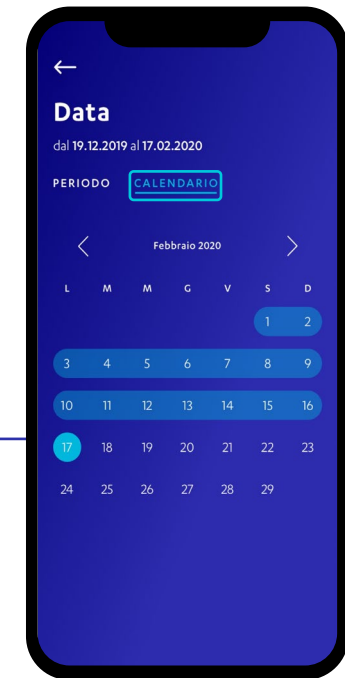 Data
dal 19.12.2019 al 17.02.2020
PERIODO CALENDARIO
Febbraio 2020
L M M G V S D
1 2
3 4 5 6 7 8 9
10 11 12 13 14 15 16
17 18 19 20 21 22 23
24 25 26 27 28 29